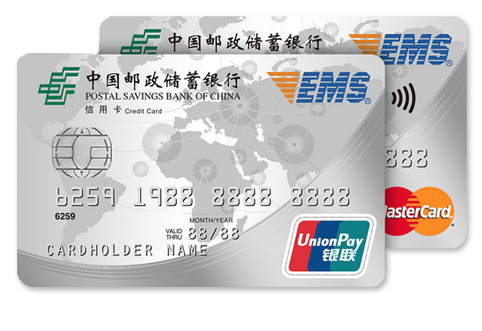 中国邮政储蓄银行
EMS
中国邮政储蓄银行
POSTAL SAVINGS BANK OF CHINA
信用卡 Credit Card
EMS
888
6259 1988 8888 8888
6259
MONTH/YEAR
VALID THRU 88/88
CARDHOLDER NAME
UnionPay
银联
MasterCard